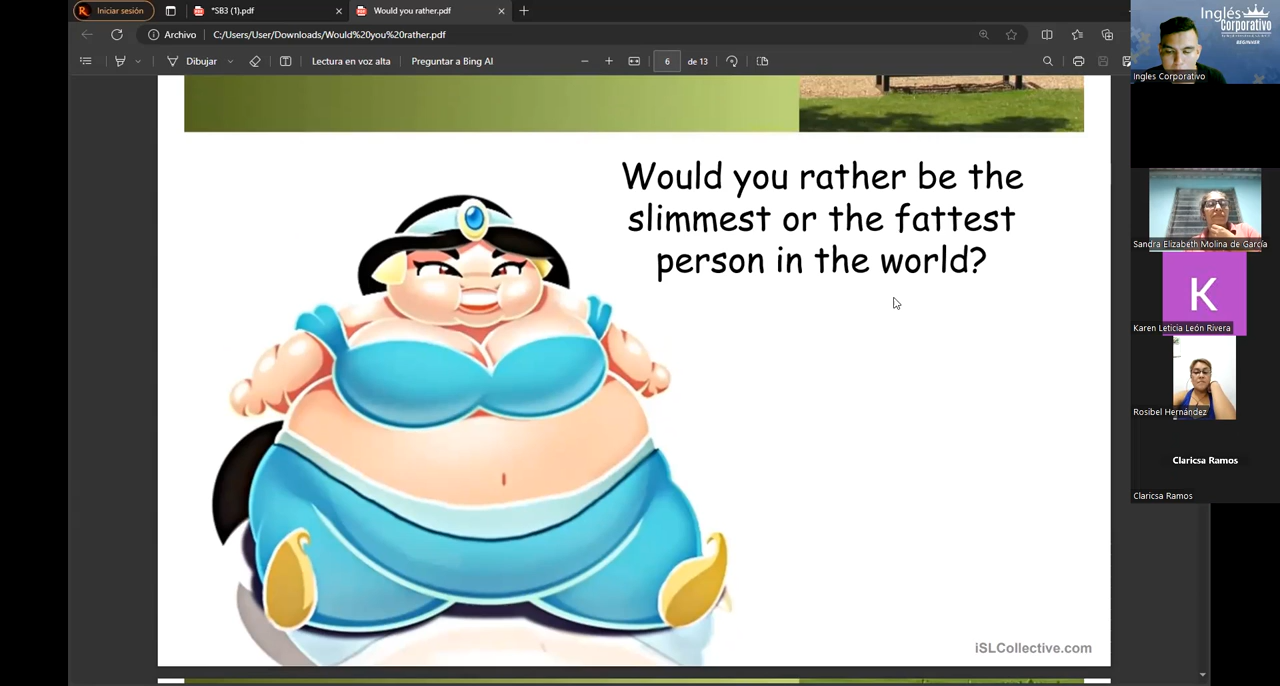 Iniciar sesión
*SB3 (1).pdf
Would you rather.pdf
Archivo
C:/Users/User/Downloads/Would%20you%20rather.pdf
Dibujar
Lectura en voz alta
Preguntar a Bing AI
6
de 13
Would you rather be the
slimmest or the fattest
person in the world?
iSLCollective.com
Inglés
Corporativo
BEGINNER
Ingles Corporativo
Sandra Elizabeth Molina de García
K
Karen Leticia León Rivera
Rosibel Hernández
Claricsa Ramos
Claricsa Ramos